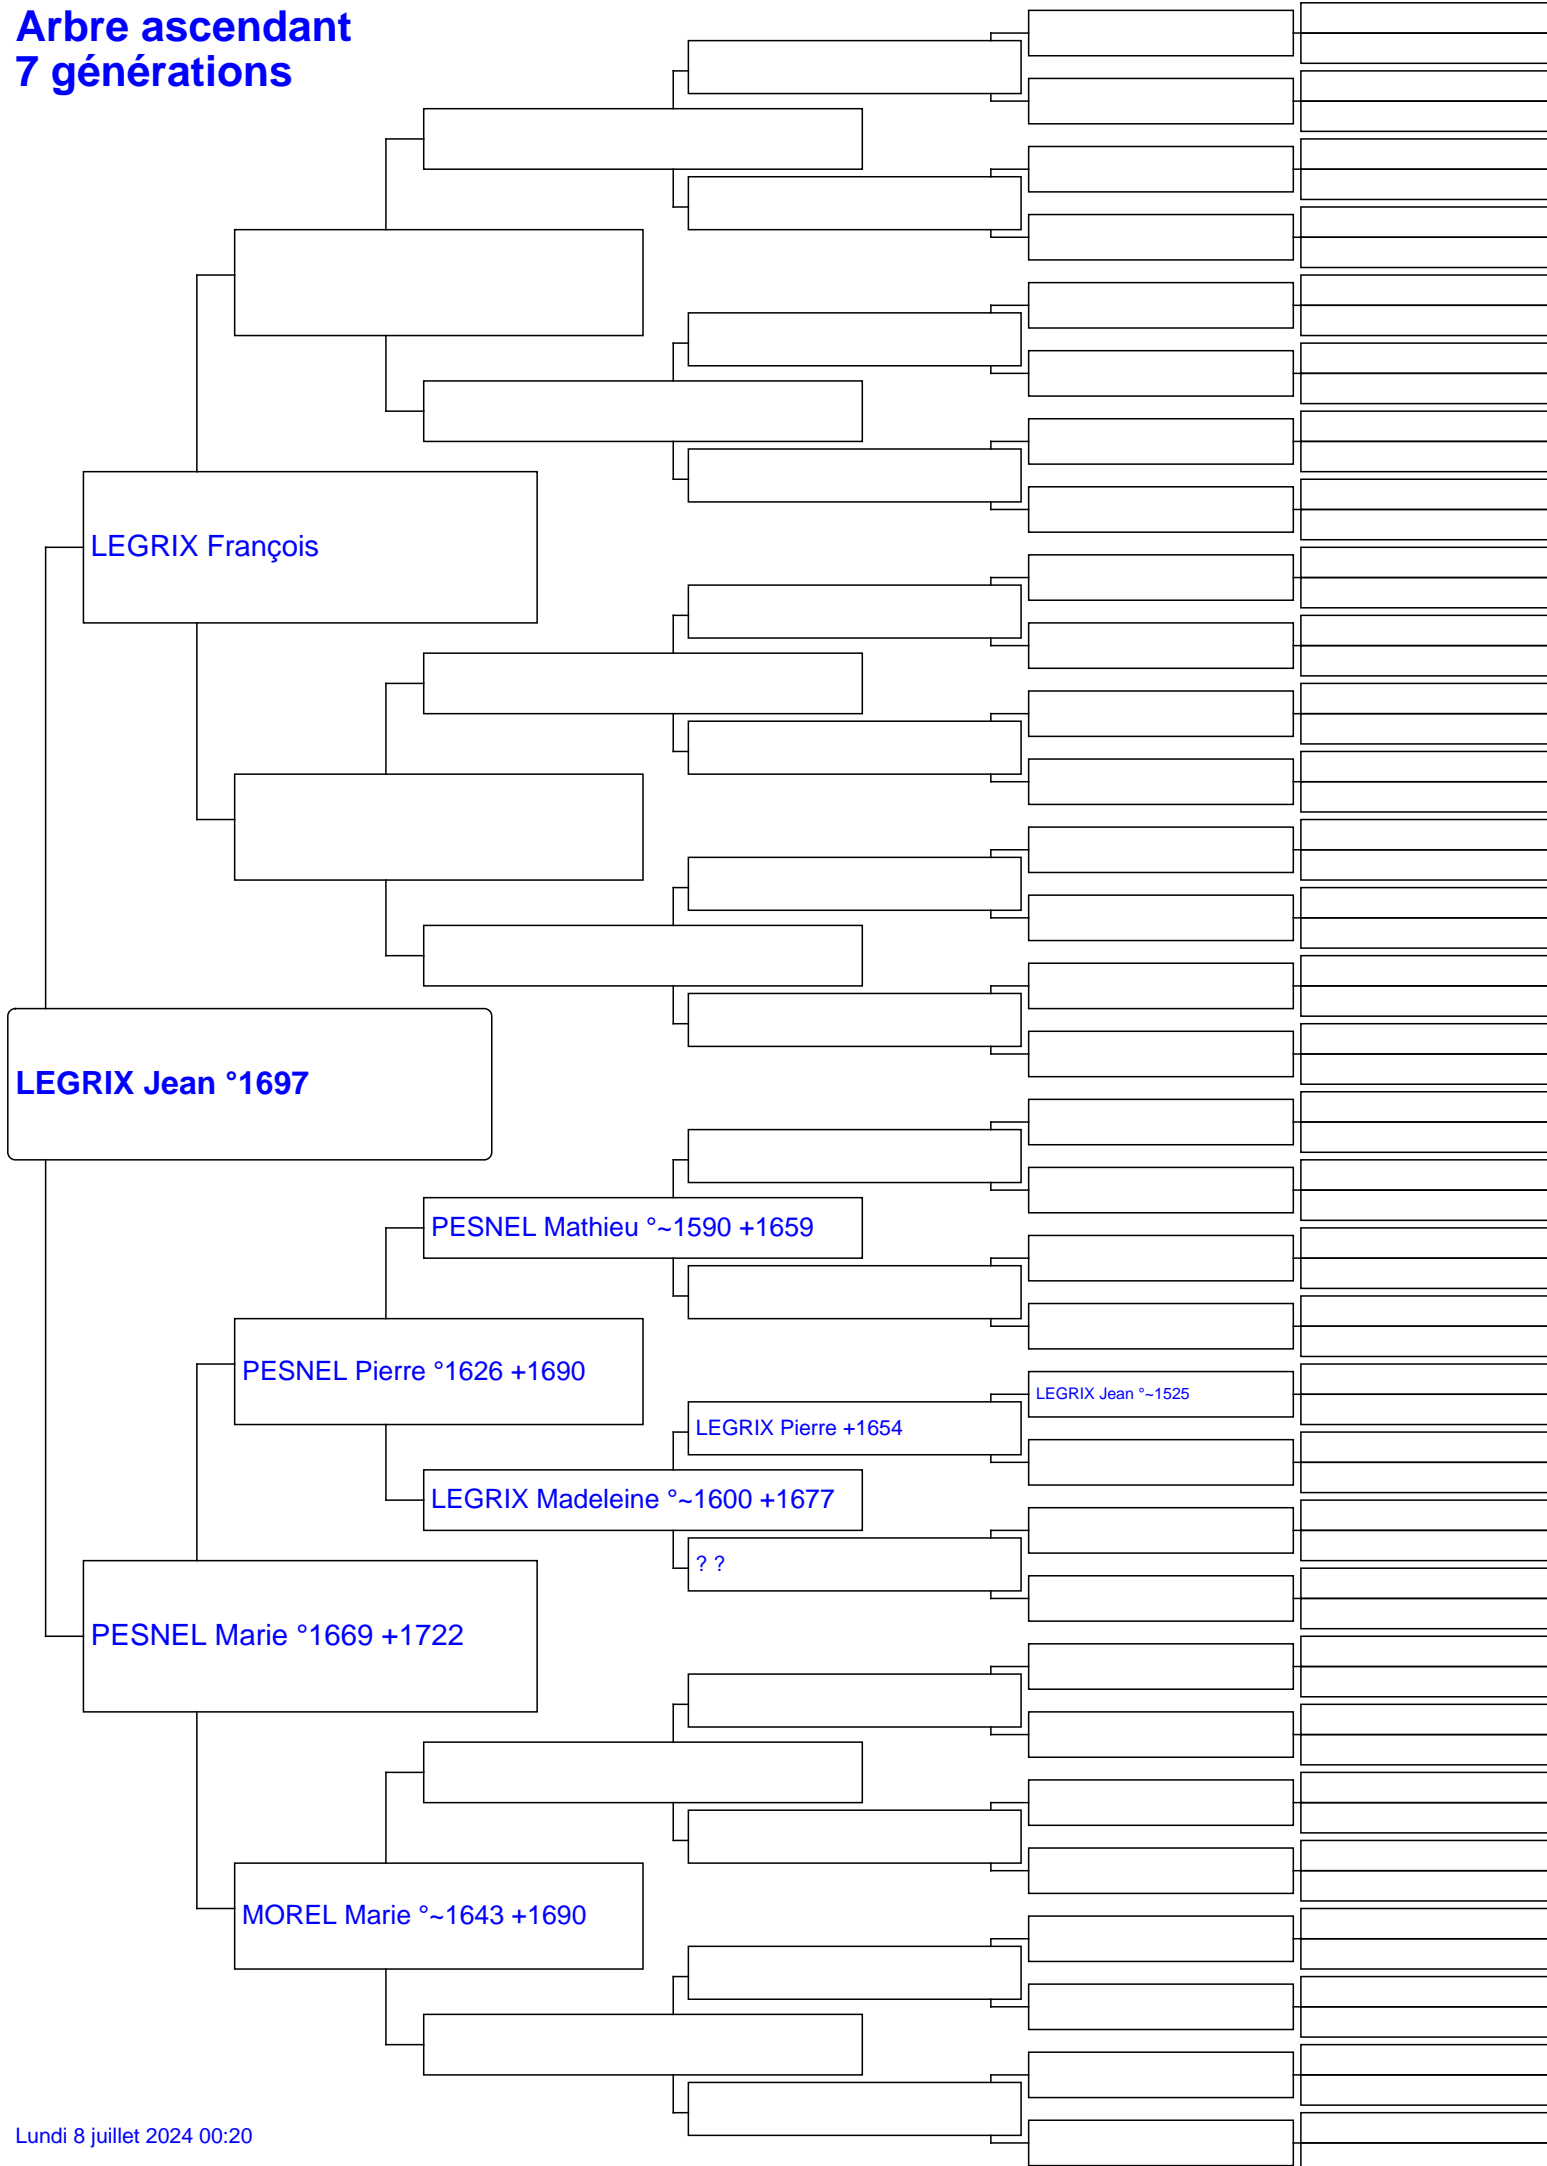 Arbre ascendant
7 générations
LEGRIX François
LEGRIX Jean °1697
PESNEL Mathieu °~1590 +1659
PESNEL Pierre °1626 +1690
LEGRIX Jean °~1525
LEGRIX Pierre +1654
LEGRIX Madeleine °~1600 +1677
? ?
PESNEL Marie °1669 +1722
MOREL Marie °~1643 +1690
Lundi 8 juillet 2024 00:20